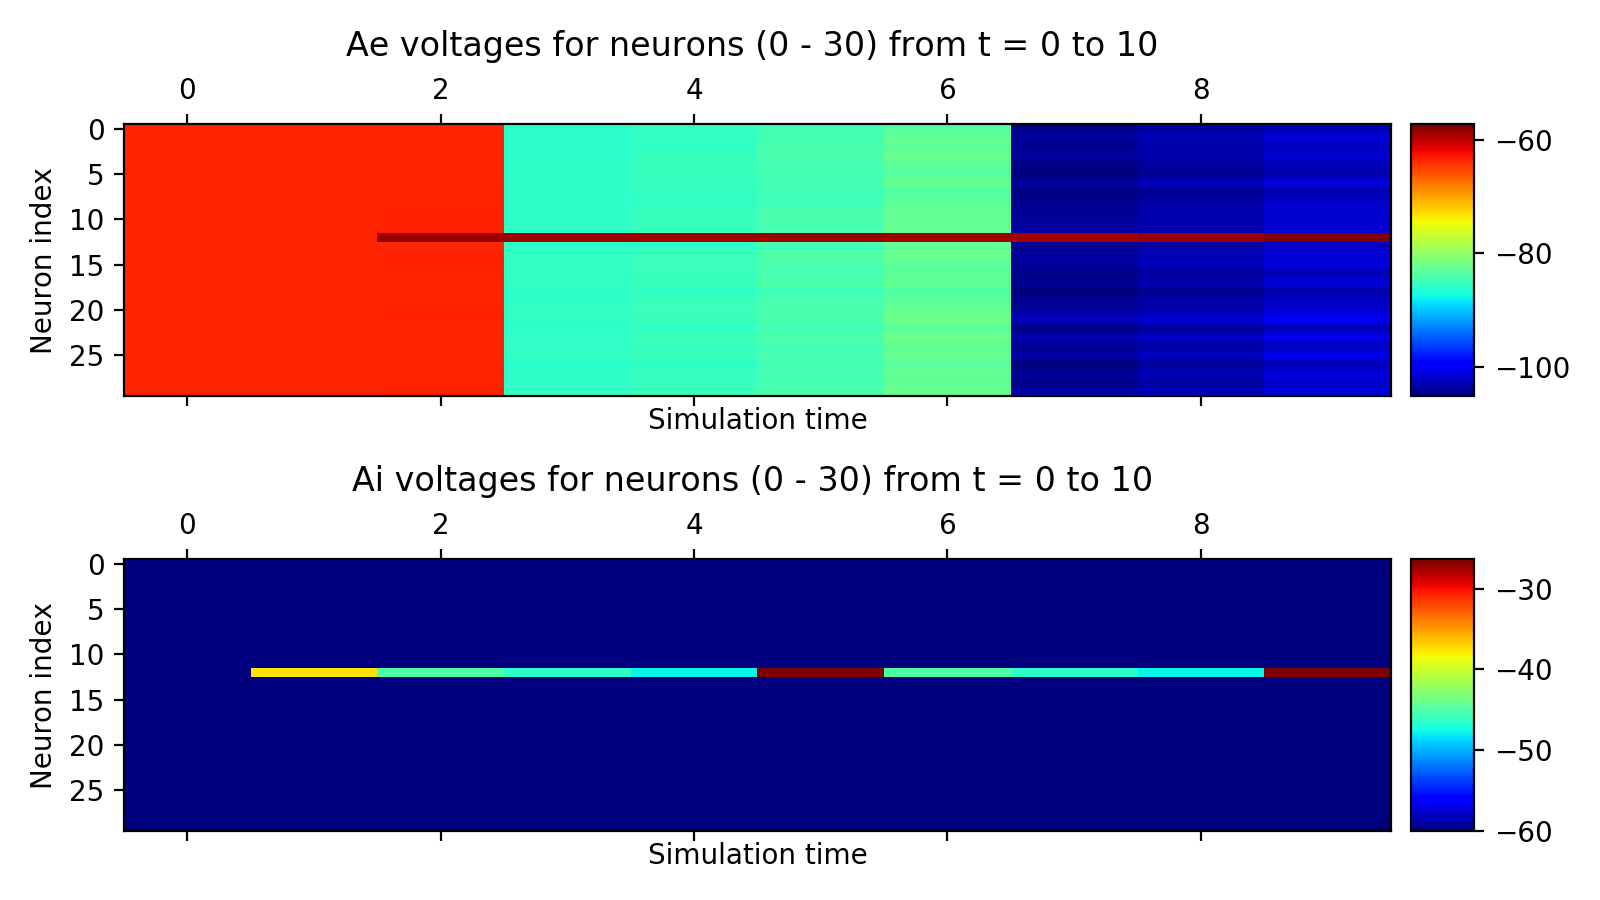 Ae voltages for neurons (0 - 30) from t = 0 to 10
0 2 4 6 8
Neuron index
0
5
10
15
20
25
−60
−80
−100
Simulation time
Ai voltages for neurons (0 - 30) from t = 0 to 10
0 2 4 6 8
Neuron index
0
5
10
15
20
25
−30
−40
−50
−60
Simulation time